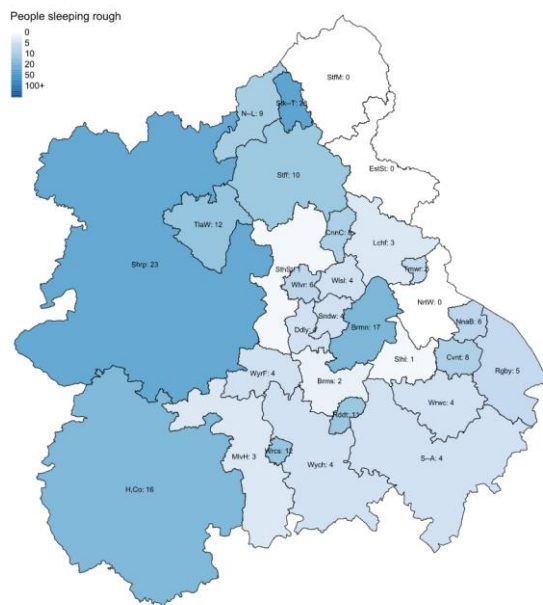 People sleeping rough
0
5
10
20
50
100+
StfM: 0
N--L: 9
EstSt: 0
Stff: 10
TlaW: 12
Lchf: 3
Shrp: 23
Wlvr: 6
Wlsl: 4
NrtW: 0
Sndw: 4
Brmn: 17
NnaB: 6
Ddly:
Slhl: 1
Cvnt: 8
Rgby: 5
WyrF: 4
Brms: 2
Wrwc: 4
MlvH: 3
Wych: 4
S--A: 4
H,Co: 16